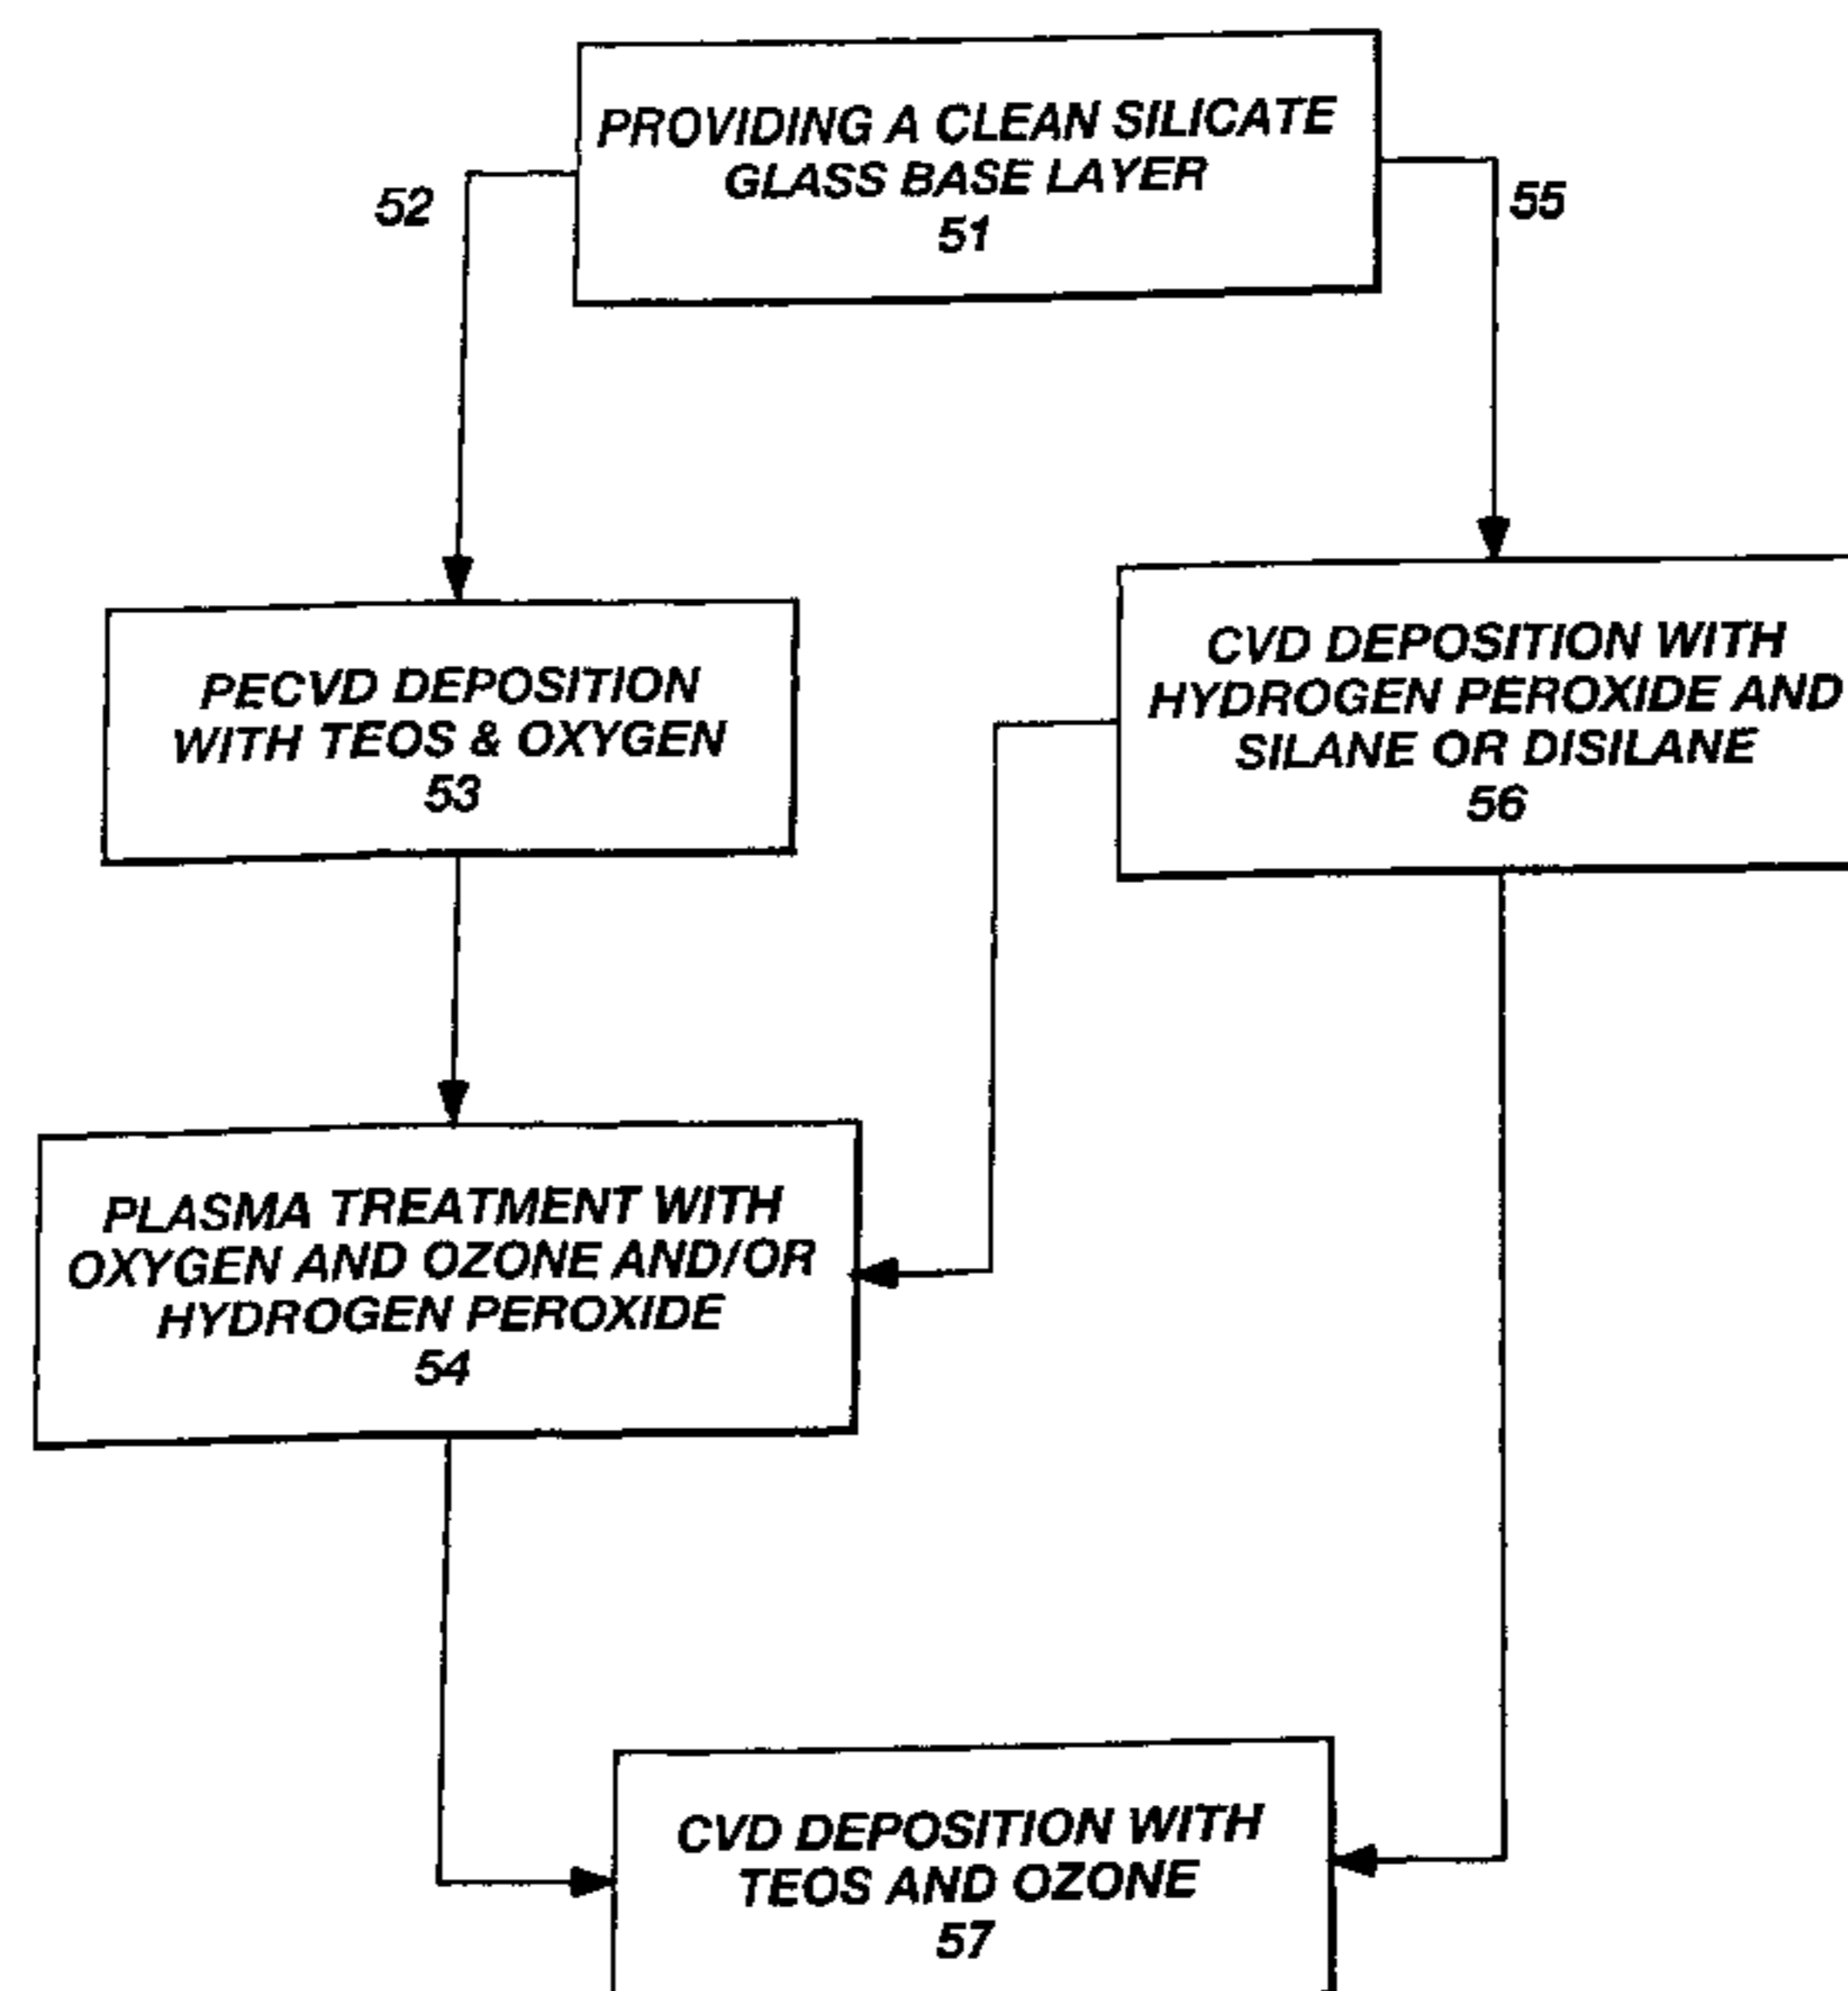 PROVIDING A CLEAN SILICATE
GLASS BASE LAYER
51
52
55
PECVD DEPOSITION
WITH TEOS & OXYGEN
53
CVD DEPOSITION WITH
HYDROGEN PEROXIDE AND
SILANE OR DISILANE
56
PLASMA TREATMENT WITH
OXYGEN AND OZONE AND/OR
HYDROGEN PEROXIDE
54
CVD DEPOSITION WITH
TEOS AND OZONE
57